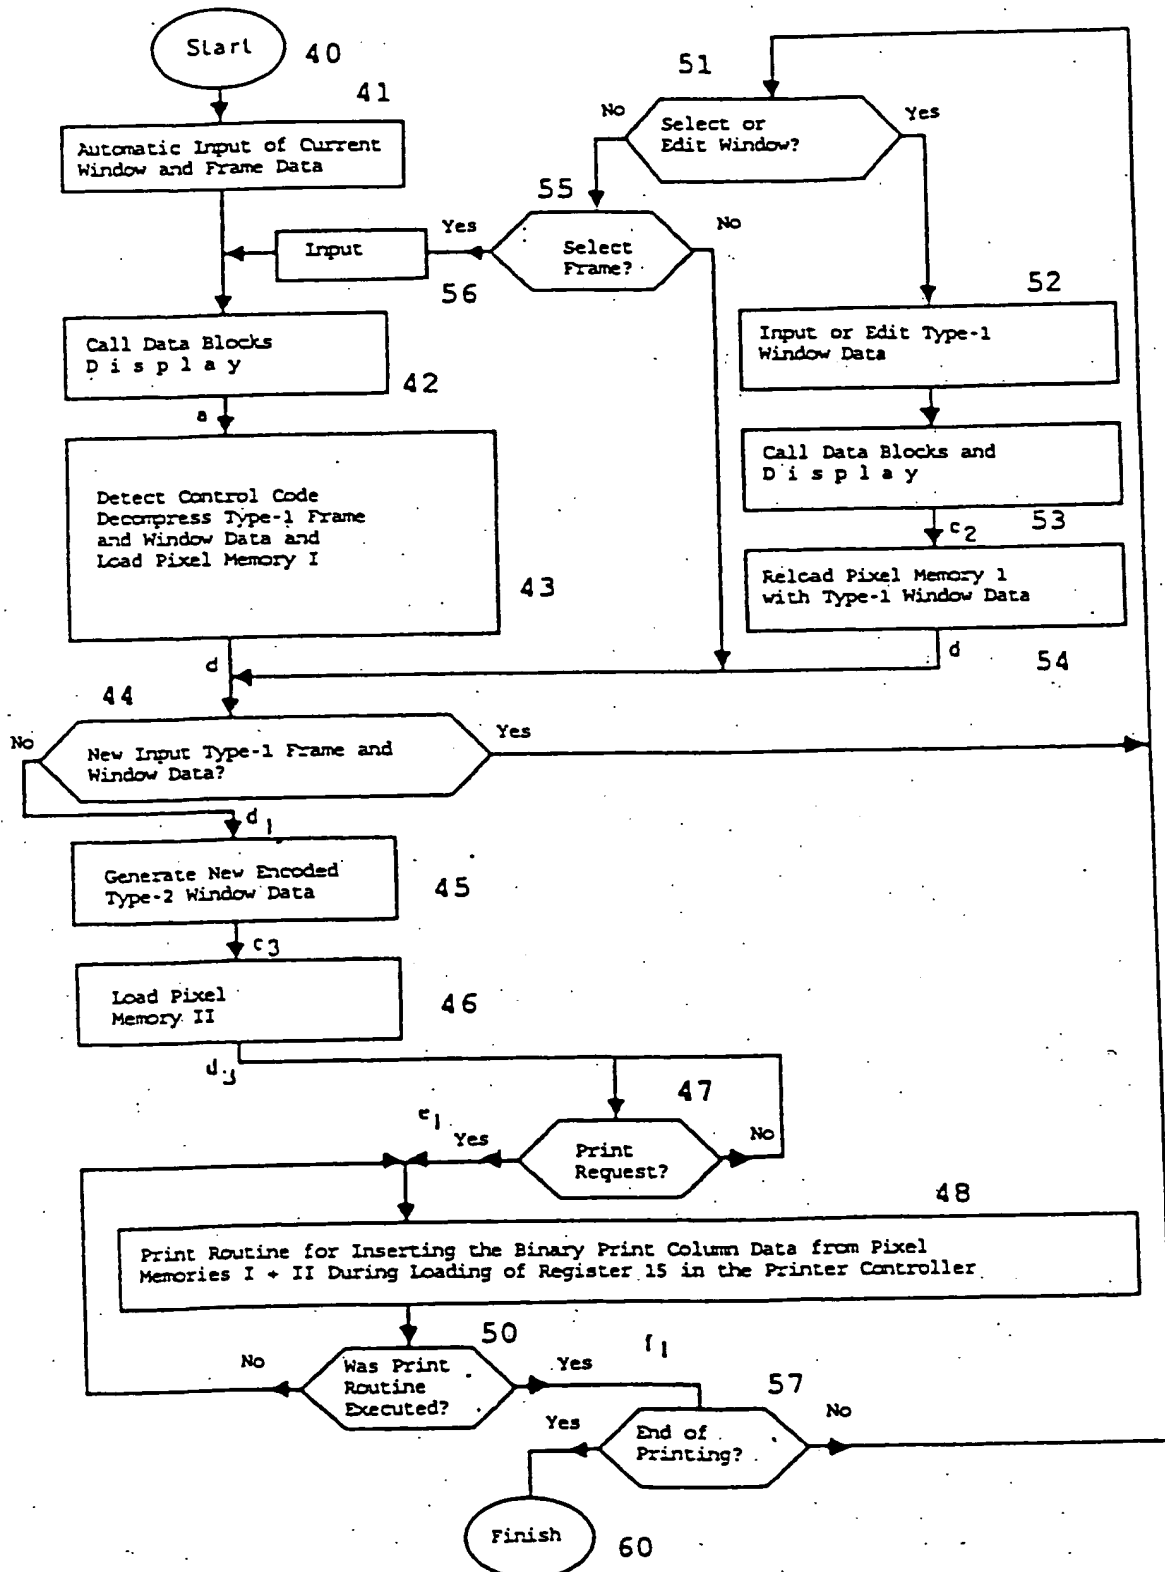 Start
40
41
Automatic Input of Current
Window and Frame Data
51
No
Select or
Edit Window?
Yes
55
Yes
Select
Frame?
No
Input
56
52
Call Data Blocks
Display
42
a
Input or Edit Type-1
Window Data
Call Data Blocks and
Display
53
c2
Detect Control Code
Decompress Type-1 Frame
and Window Data and
Load Pixel Memory I
43
Reload Pixel Memory 1
with Type-1 Window Data
d
54
d
44
No
New Input Type-1 Frame and
Window Data?
Yes
d1
Generate New Encoded
Type-2 Window Data
45
c3
Load Pixel
Memory II
46
d3
47
e1
Yes
Print
Request?
No
48
Print Routine for Inserting the Binary Print Column Data from Pixel
Memories I + II During Loading of Register 15 in the Printer Controller
50
No
Was Print
Routine
Executed?
Yes
f1
57
Yes
End of
Printing?
No
Finish
60